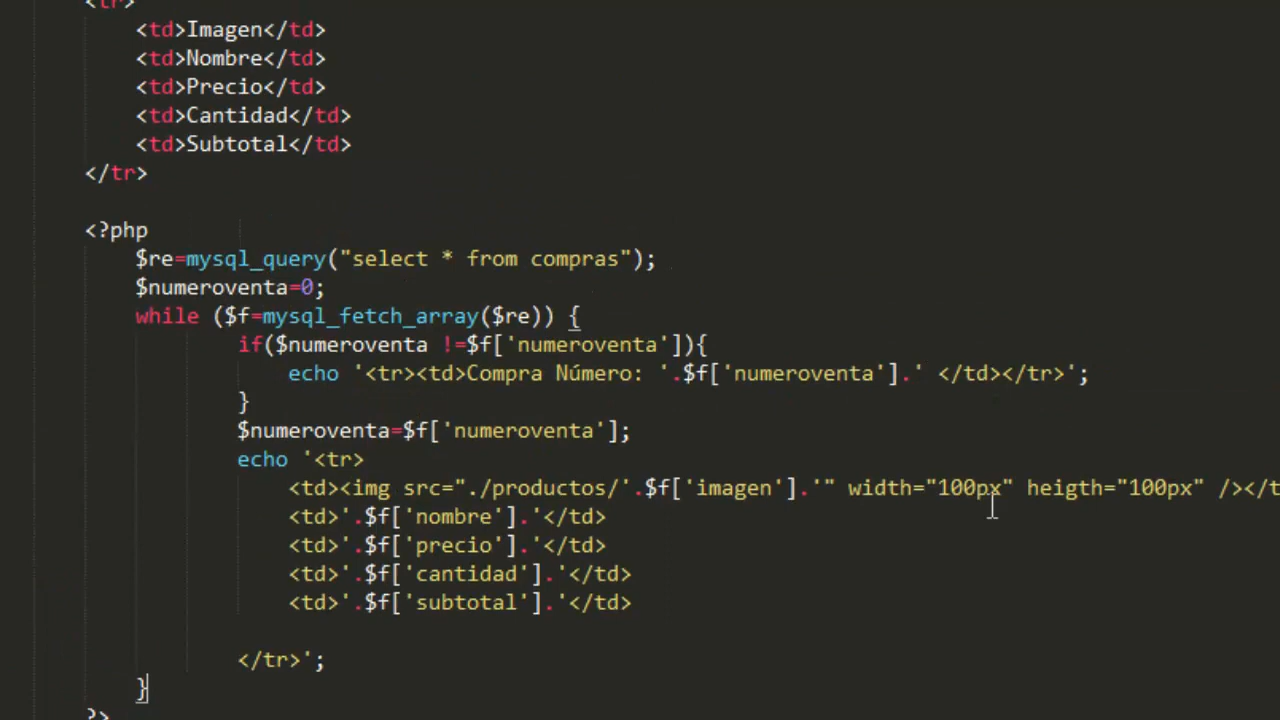 <tr>
<td>Imagen</td>
<td>Nombre</td>
<td>Precio</td>
<td>Cantidad</td>
<td>Subtotal</td>
</tr>
<?php
$re=mysql_query("select * from compras");
$numeroventa=0;
while ($f=mysql_fetch_array($re)) {
if($numeroventa !=$f['numeroventa']){
echo '<tr><td>Compra Número: '.$f['numeroventa'].' </td></tr>';
}
$numeroventa=$f['numeroventa'];
echo '<tr>
<td><img src="./productos/'.$f['imagen'].'" width="100px" heigth="100px" /></t
<td>'.$f['nombre'].'</td>
<td>'.$f['precio'].'</td>
<td>'.$f['cantidad'].'</td>
<td>'.$f['subtotal'].'</td>
</tr>';
}
?>